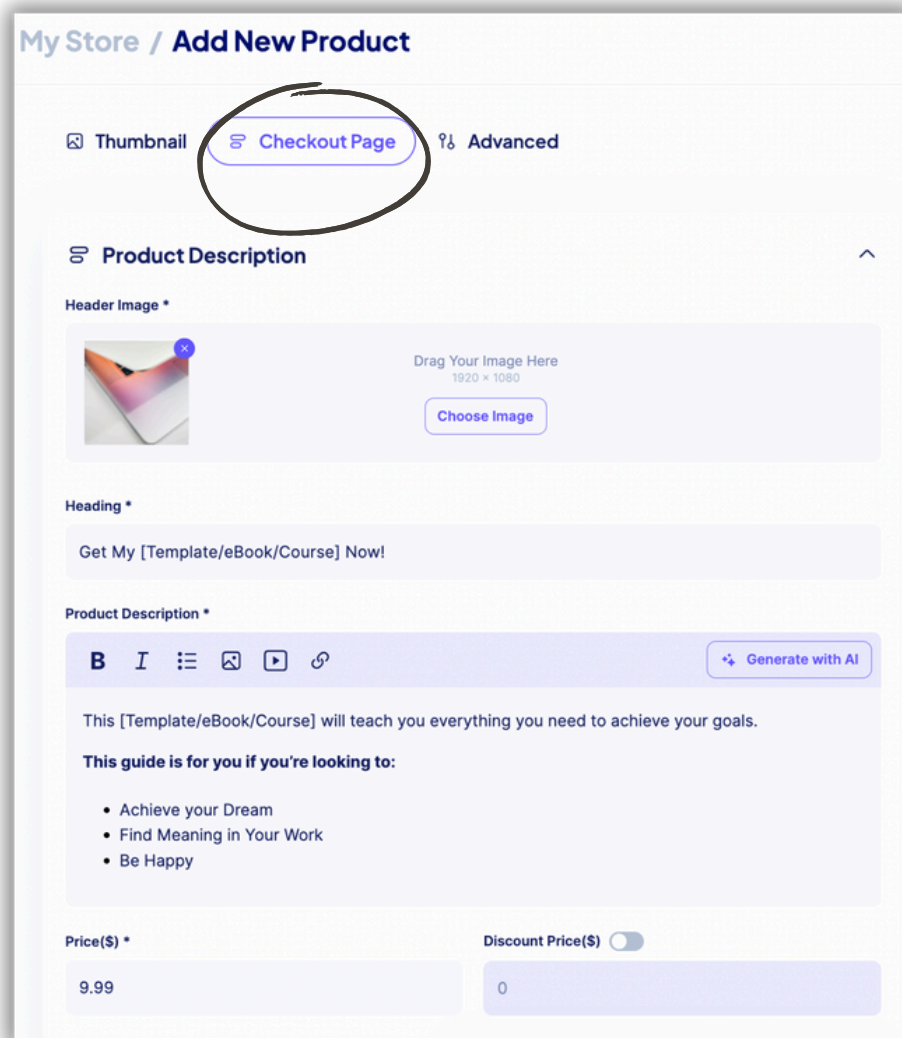 My Store / Add New Product
Thumbnail Checkout Page Advanced
Product Description
Header Image *
Drag Your Image Here
1920 × 1080
Choose Image
Heading *
Get My [Template/eBook/Course] Now!
Product Description *
B I Generate with AI
This [Template/eBook/Course] will teach you everything you need to achieve your goals.
This guide is for you if you're looking to:
• Achieve your Dream
• Find Meaning in Your Work
• Be Happy
Price($) * Discount Price($)
9.99 0